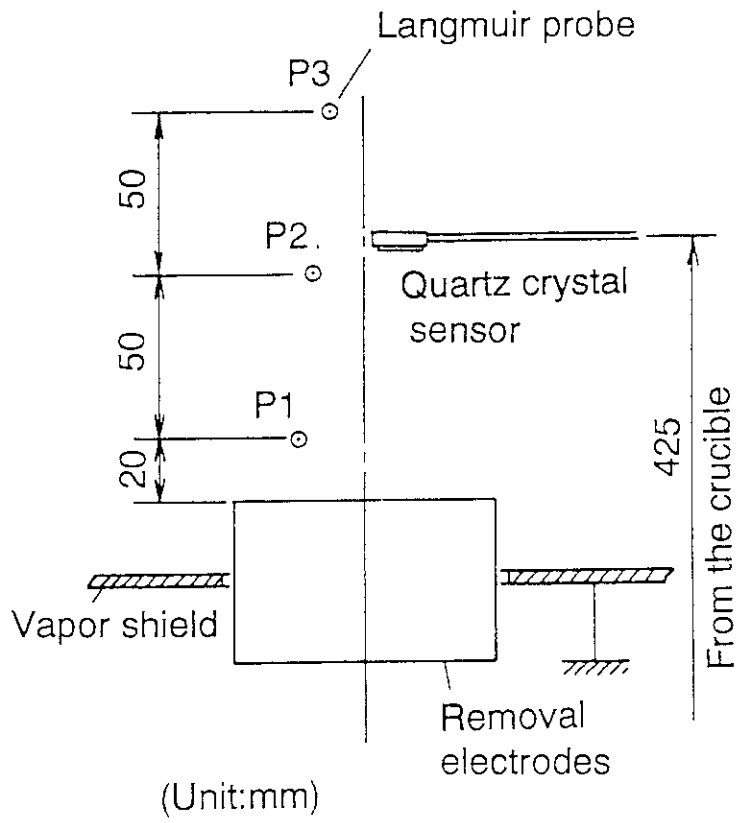 Langmuir probe
P3
50
P2
Quartz crystal
sensor
50
P1
20
425
From the crucible
Vapor shield
Removal
electrodes
(Unit:mm)